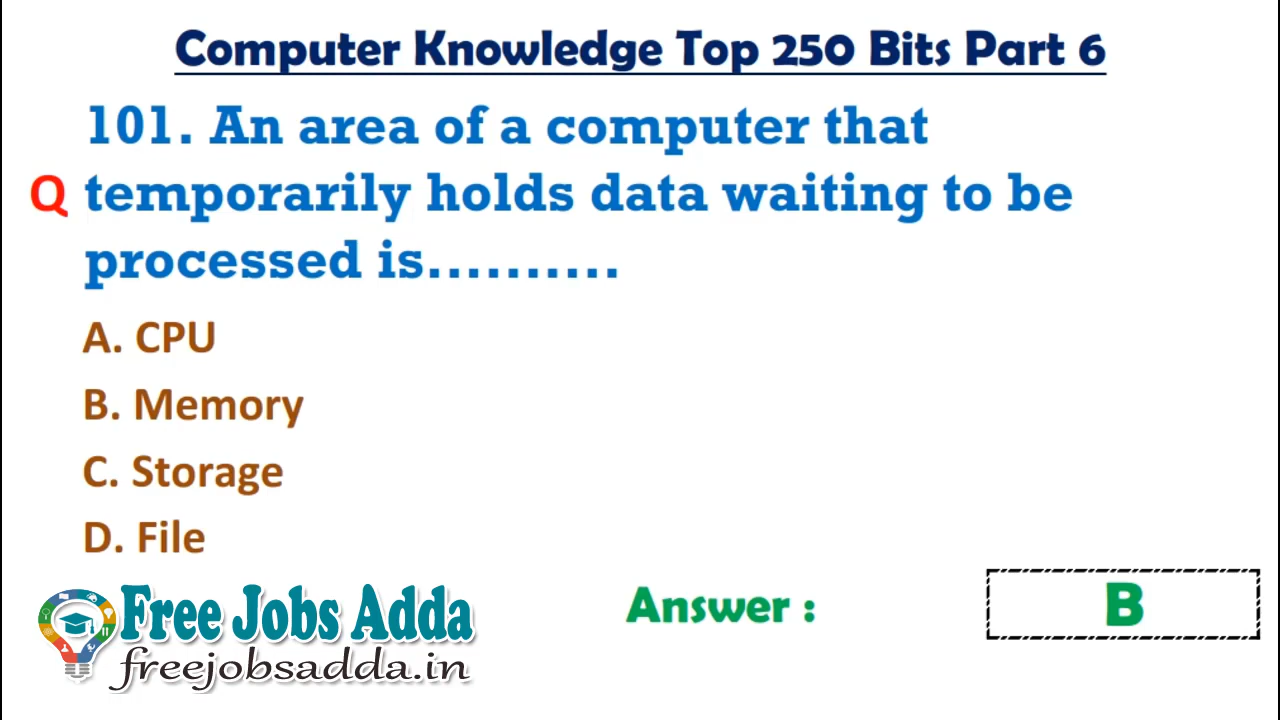 Computer Knowledge Top 250 Bits Part 6
101. An area of a computer that
Q temporarily holds data waiting to be
processed is..........
A. CPU
B. Memory
C. Storage
D. File
Free Jobs Adda
freejobsadda.in
Answer :
B